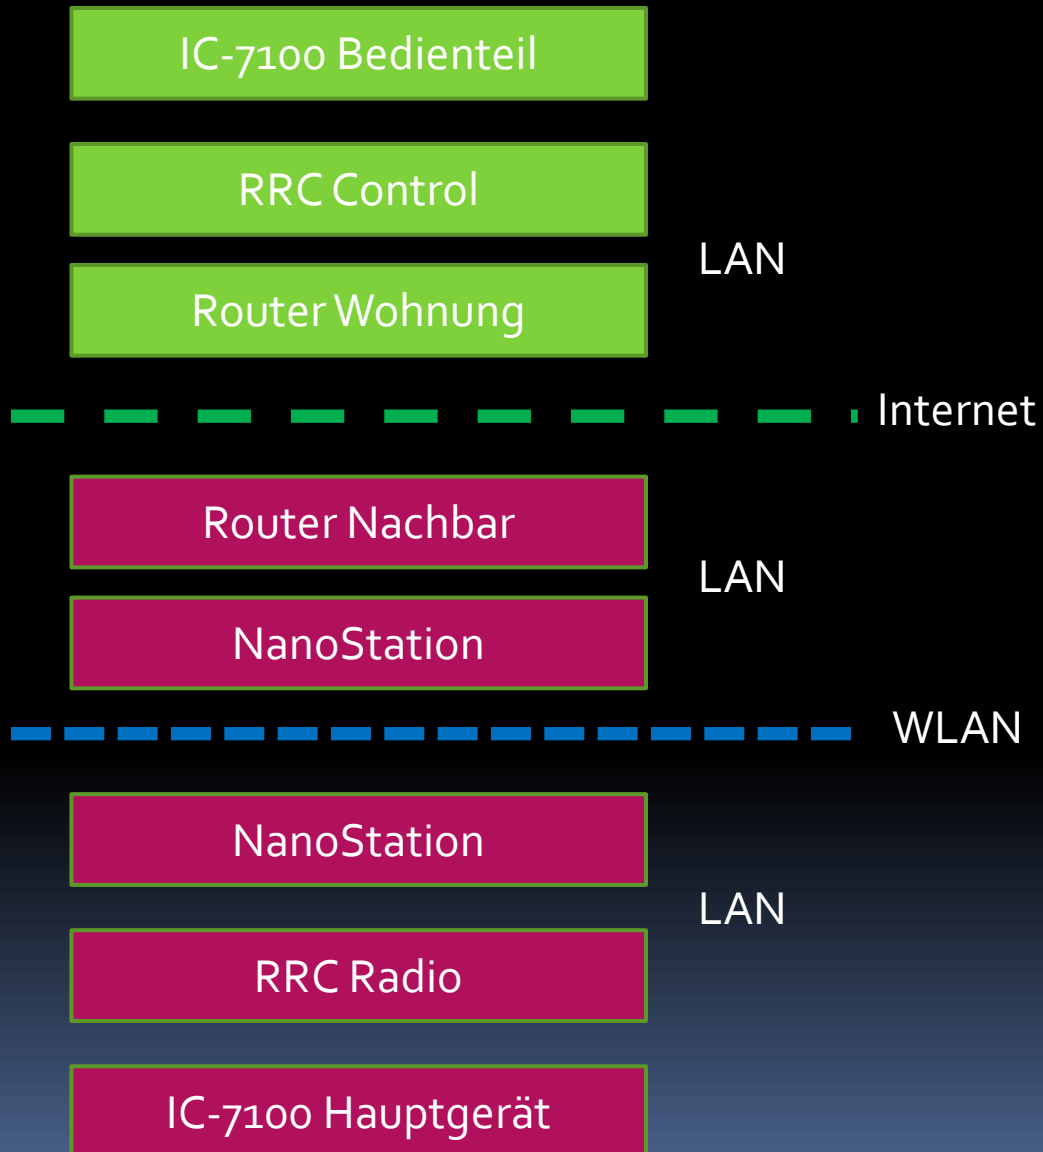 IC-7100 Bedienteil
RRC Control
LAN
Router Wohnung
Internet
Router Nachbar
LAN
NanoStation
WLAN
NanoStation
LAN
RRC Radio
IC-7100 Hauptgerät